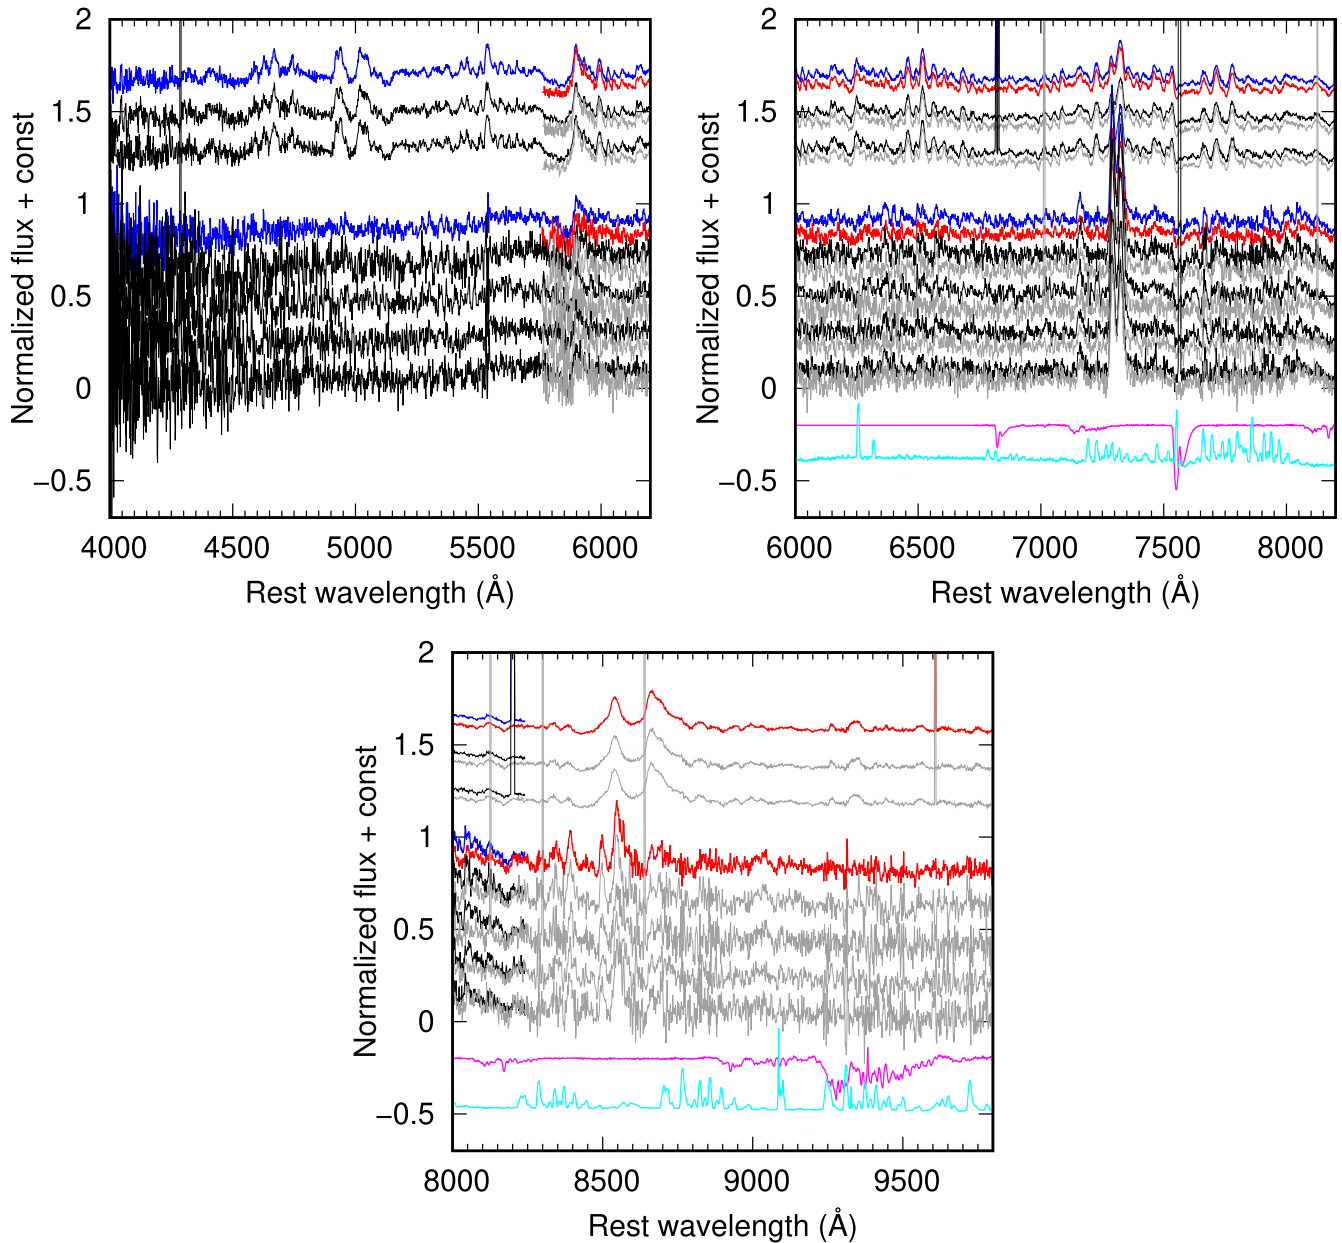 2
1.5
1
0.5
0
−0.5
Normalized flux + const
4000 4500 5000 5500 6000
Rest wavelength (Å)
2
1.5
1
0.5
0
−0.5
Normalized flux + const
6000 6500 7000 7500 8000
Rest wavelength (Å)
2
1.5
1
0.5
0
−0.5
Normalized flux + const
8000 8500 9000 9500
Rest wavelength (Å)